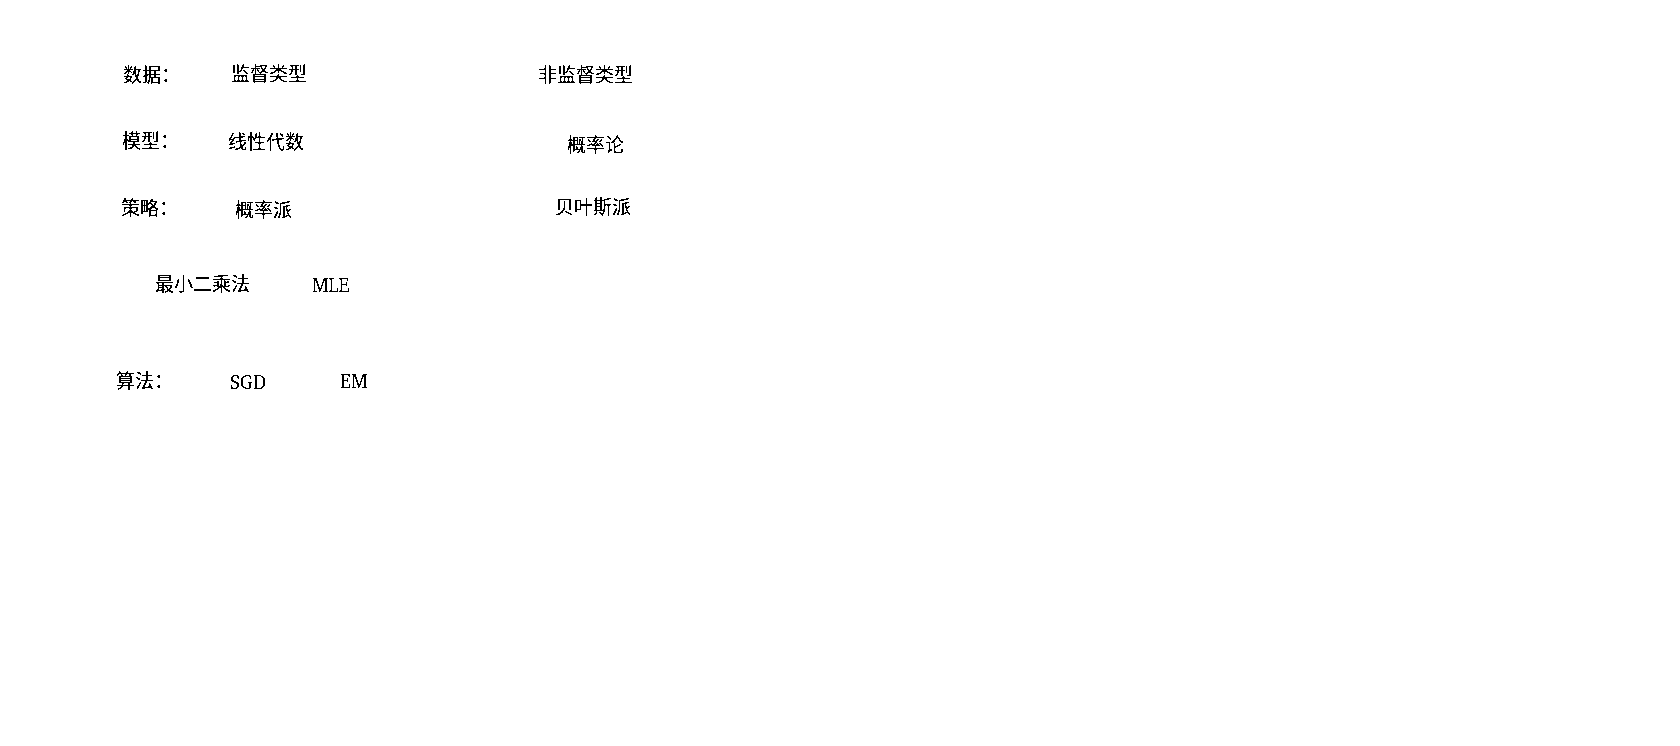 数据： 监督类型 非监督类型
模型： 线性代数 概率论
策略： 概率派 贝叶斯派
最小二乘法 MLE
算法： SGD EM